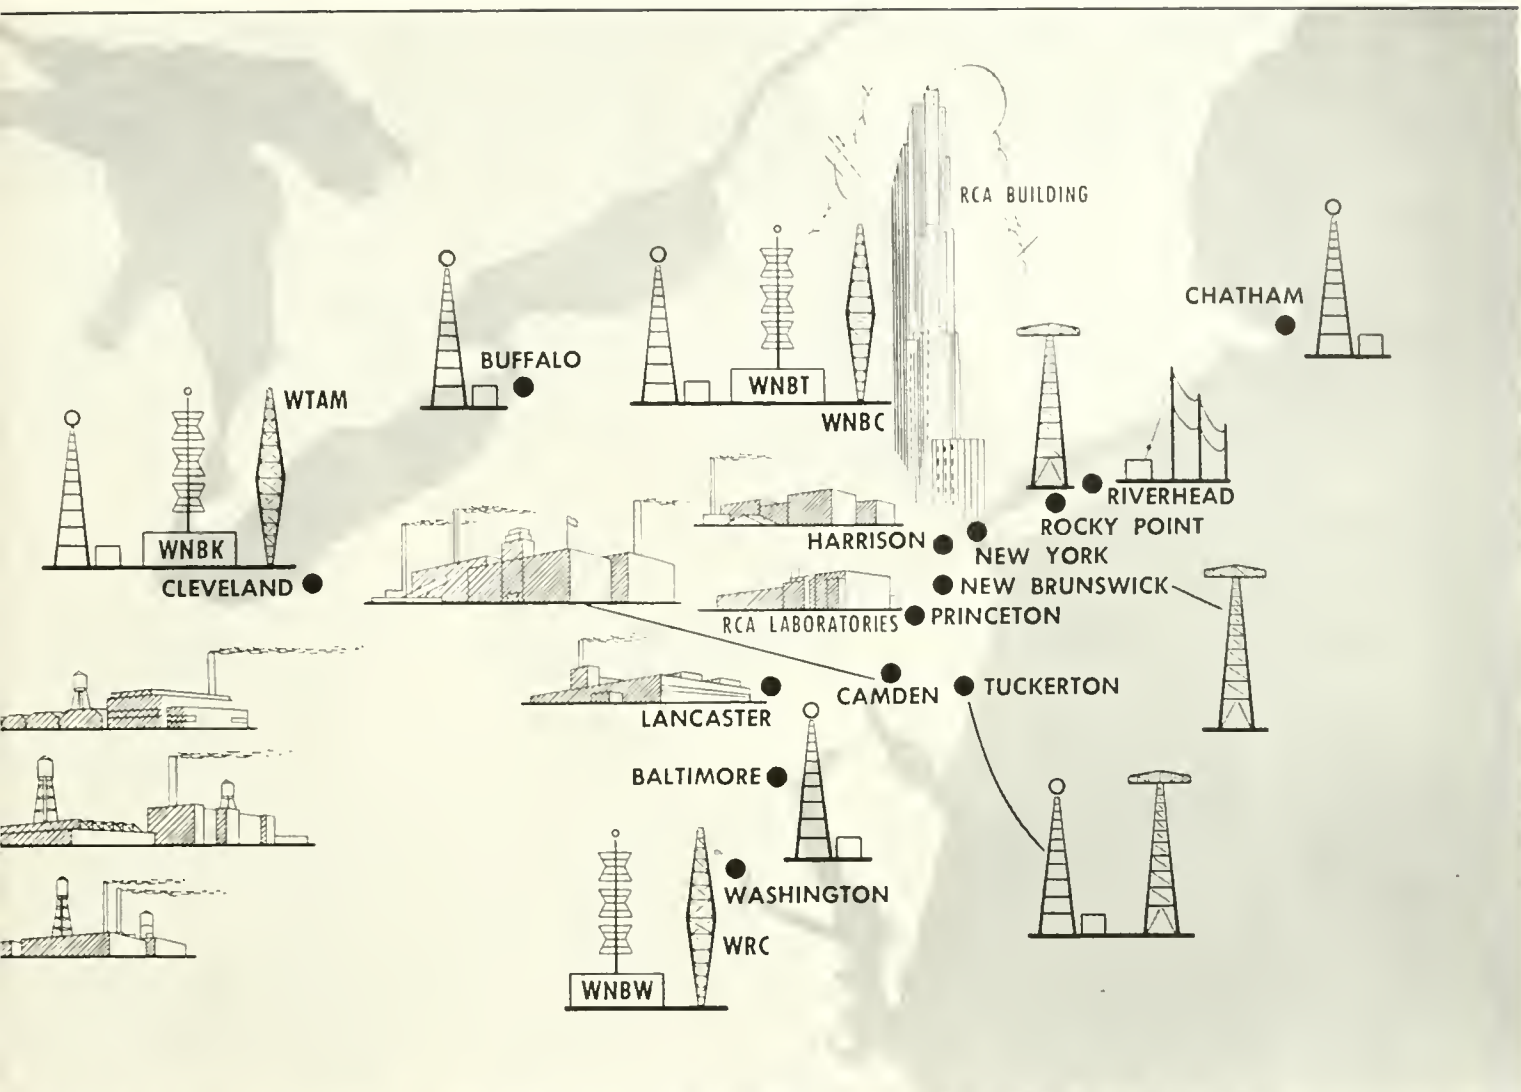 RCA BUILDING
CHATHAM
BUFFALO
WNBT
WNBC
WTAM
WNBK
CLEVELAND
RIVERHEAD
ROCKY POINT
HARRISON
NEW YORK
NEW BRUNSWICK
RCA LABORATORIES
PRINCETON
CAMDEN
TUCKERTON
LANCASTER
BALTIMORE
WASHINGTON
WRC
WNBW